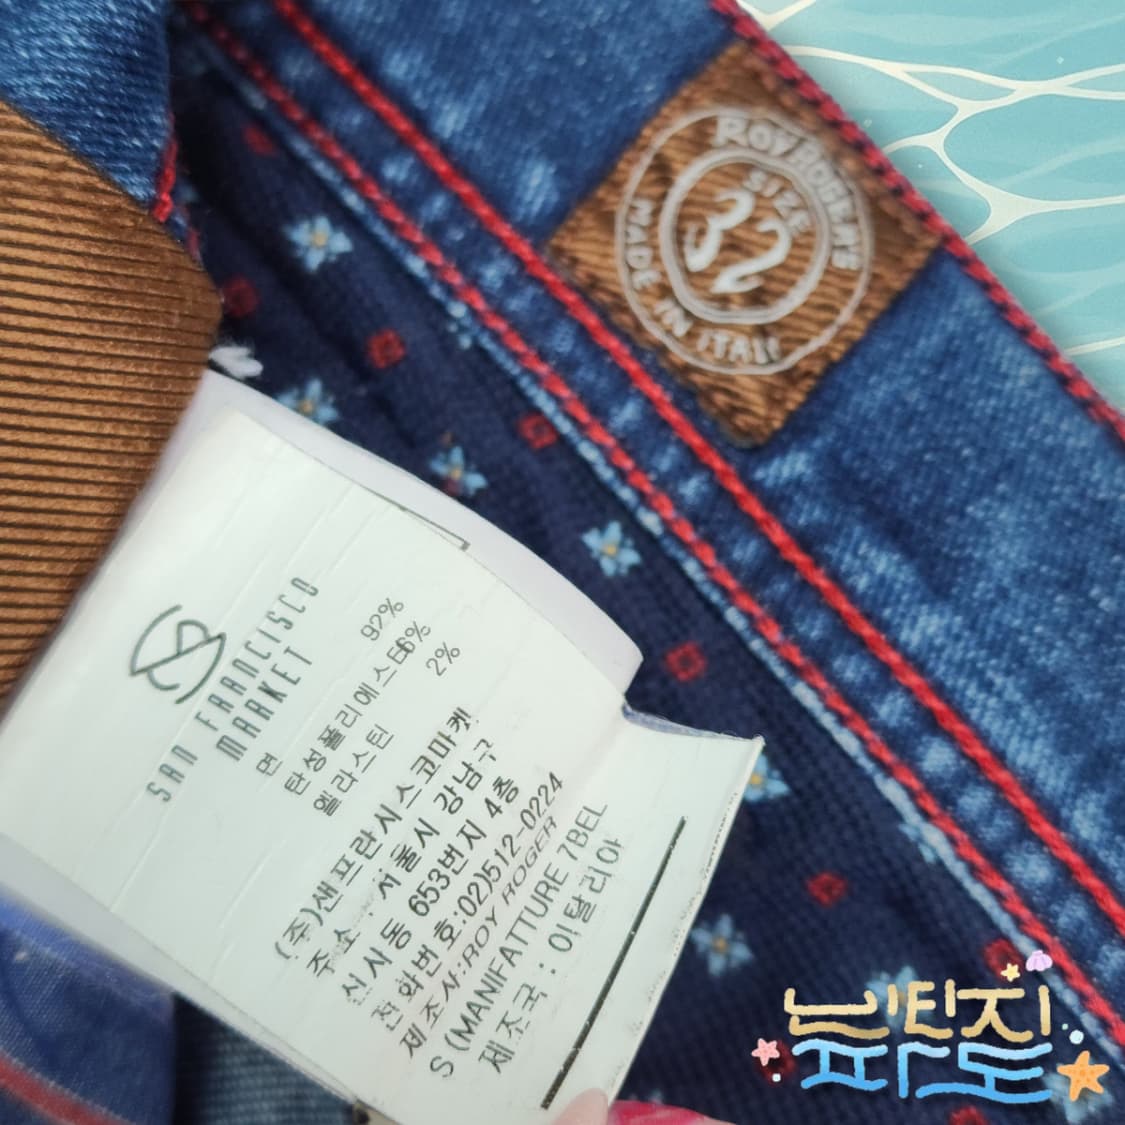 ROY ROGER'S
SIZE
32
MADE IN ITALY
SAN FRANCISCO
MARKET
면 92%
탄성폴리에스테6%
엘라스틴 2%
(주)샌프란시스코마켓
주소: 서울시 강남구
신사동 653번지 4층
전화번호:02)512-0224
제조사:ROY ROGER
S (MANIFATTURE 7BEL
제조국 : 이탈리아
빈티지
파도